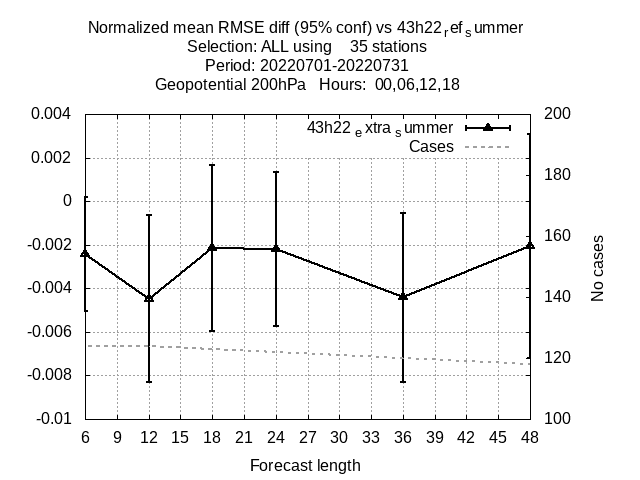 Normalized mean RMSE diff (95% conf) vs 43h22ᵣefₛummer
Selection: ALL using    35 stations
Period: 20220701-20220731
Geopotential 200hPa   Hours:  00,06,12,18
43h22ₑxtraₛummer
Cases
0.004
0.002
0
-0.002
-0.004
-0.006
-0.008
-0.01
200
180
160
140
120
100
No cases
6 9 12 15 18 21 24 27 30 33 36 39 42 45 48
Forecast length